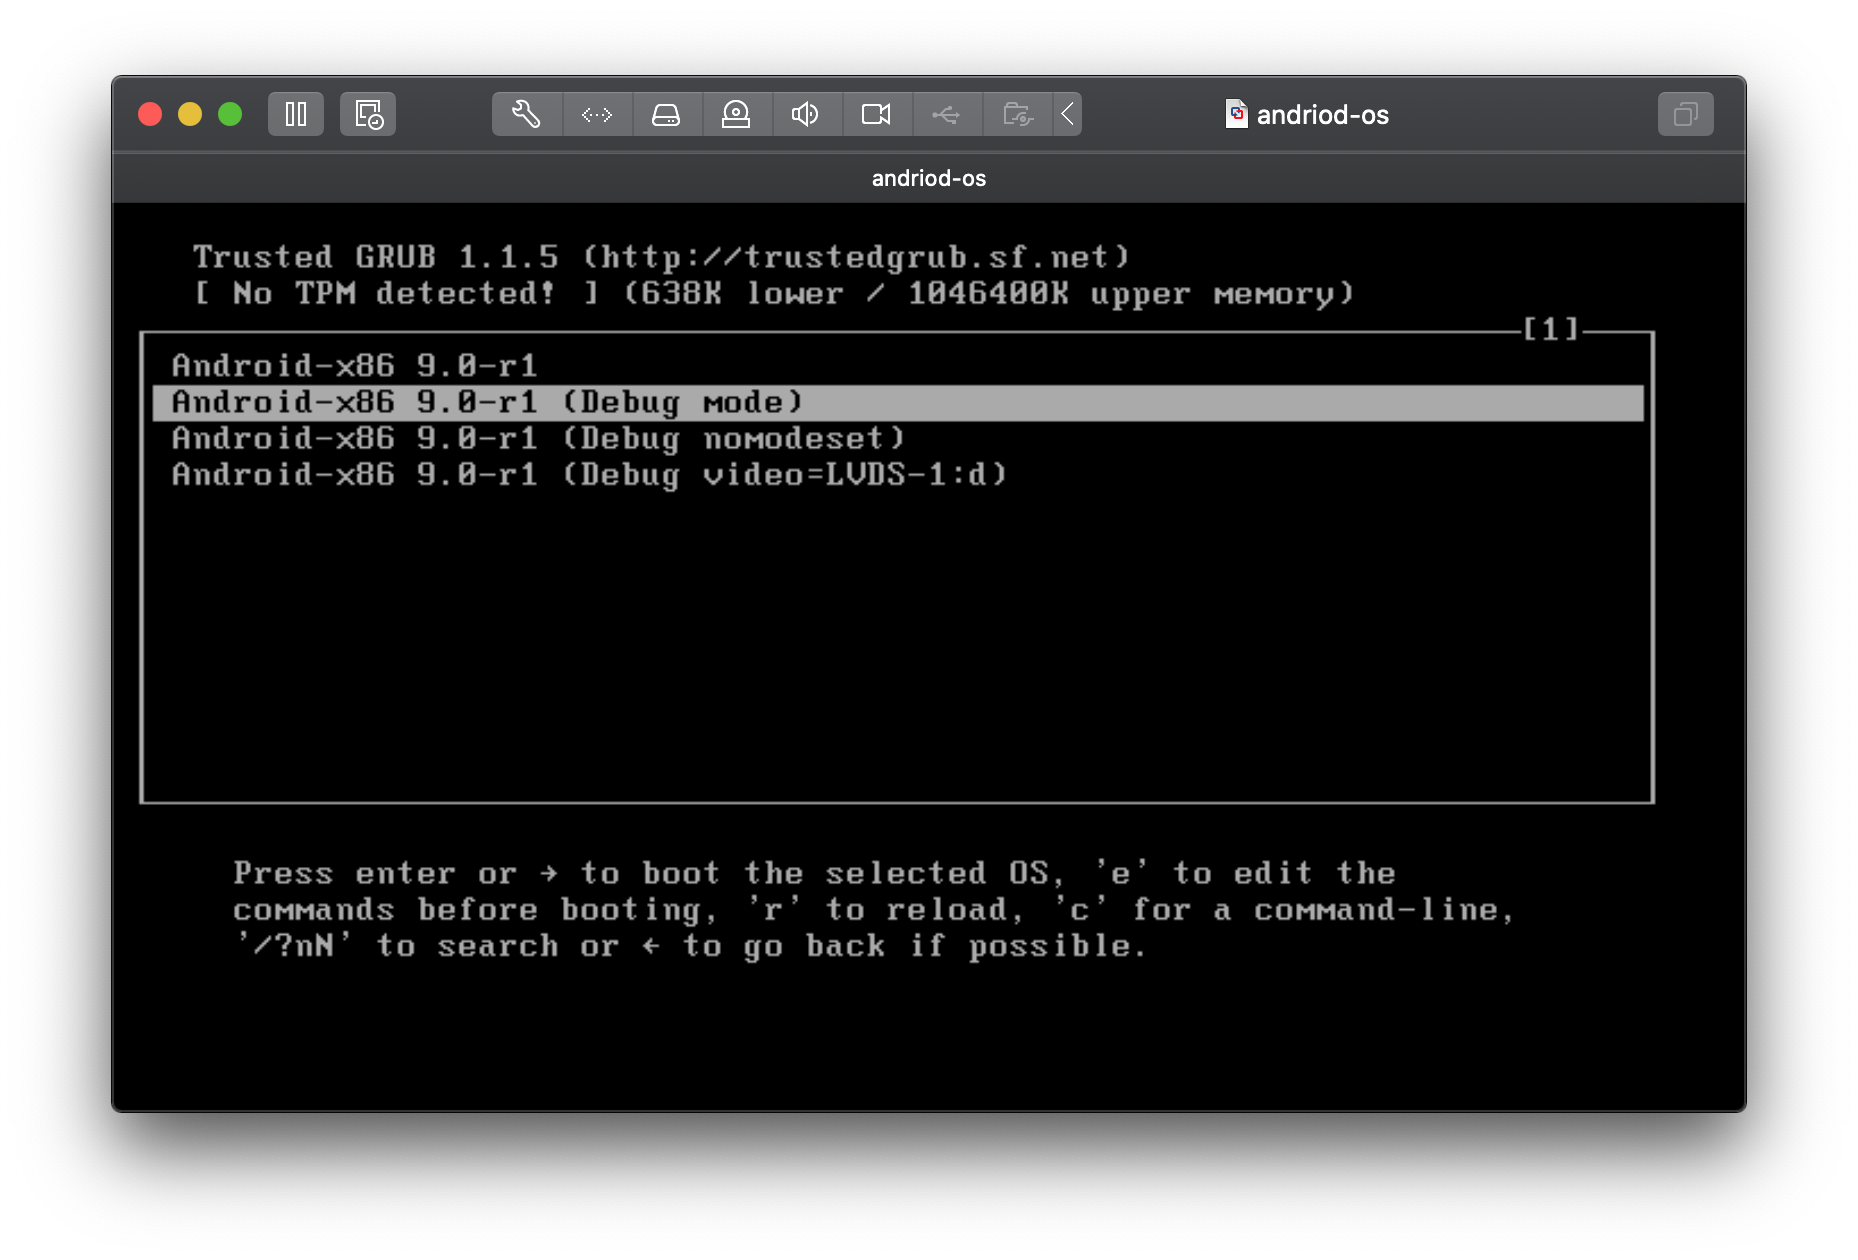 andriod-os
andriod-os
Trusted GRUB 1.1.5 (http://trustedgrub.sf.net)
[ No TPM detected! ] (638K lower / 1046400K upper memory)
[1]
Android-x86 9.0-r1
Android-x86 9.0-r1 (Debug mode)
Android-x86 9.0-r1 (Debug nomodeset)
Android-x86 9.0-r1 (Debug video=LVDS-1:d)
Press enter or → to boot the selected OS, 'e' to edit the
commands before booting, 'r' to reload, 'c' for a command-line,
'/?nN' to search or ← to go back if possible.